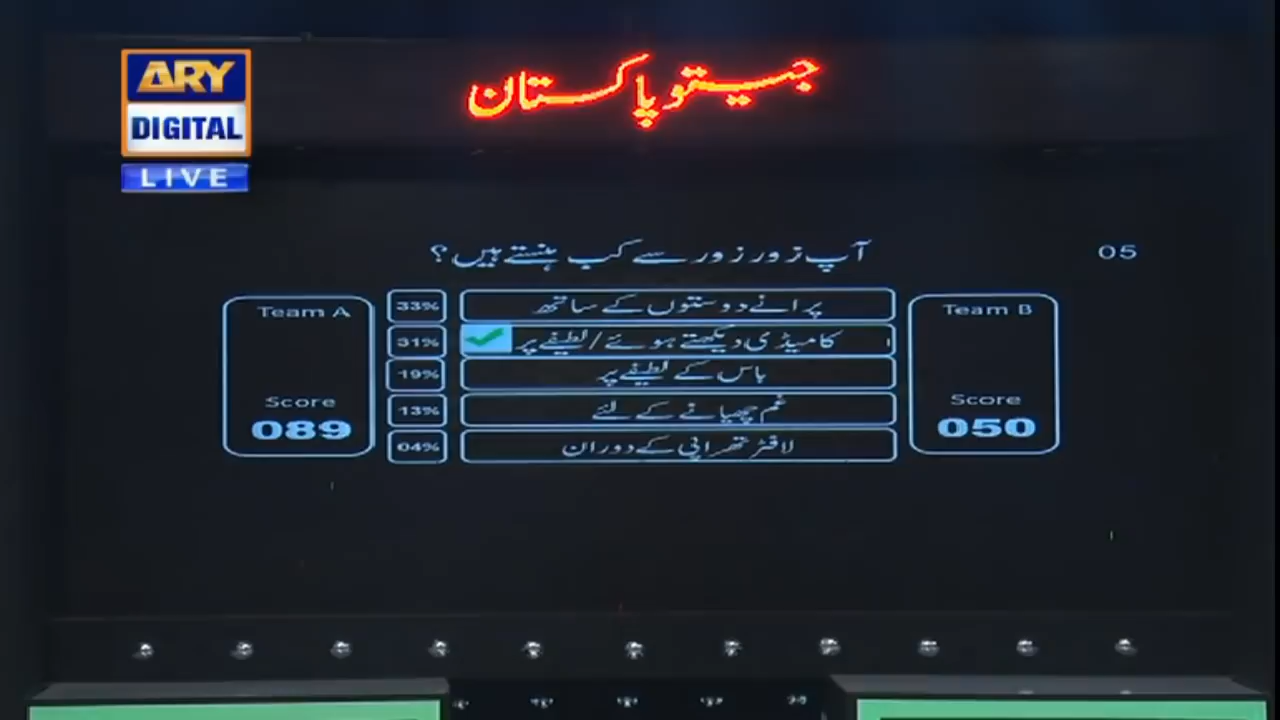 ARY
DIGITAL
LIVE
جیتو پاکستان
آپ زور زور سے کب ہنستے ہیں؟
05
Team A
Score
089
33% پرانے دوستوں کے ساتھ
31% کامیڈی دیکھتے ہوئے/لطیفے پر
19% باس کے لطیفے پر
13% غم چھپانے کے لئے
04% لافٹر تھراپی کے دوران
Team B
Score
050